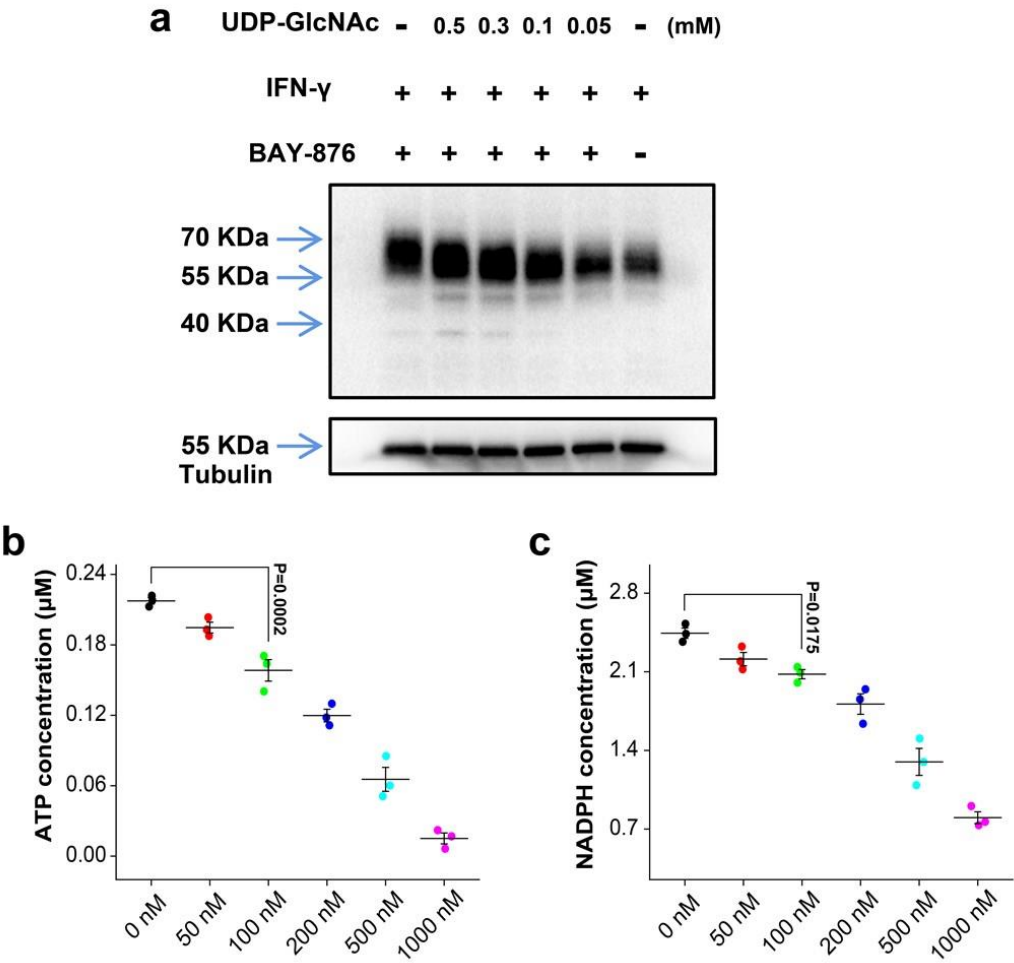 a
UDP-GlcNAc - 0.5 0.3 0.1 0.05 - (mM)
IFN-γ + + + + + +
BAY-876 + + + + + -
70 KDa
55 KDa
40 KDa
55 KDa
Tubulin
b
ATP concentration (μM)
0.24
0.18
0.12
0.06
0.00
P=0.0002
0 nM
50 nM
100 nM
200 nM
500 nM
1000 nM
c
NADPH concentration (μM)
2.8
2.1
1.4
0.7
P=0.0175
0 nM
50 nM
100 nM
200 nM
500 nM
1000 nM